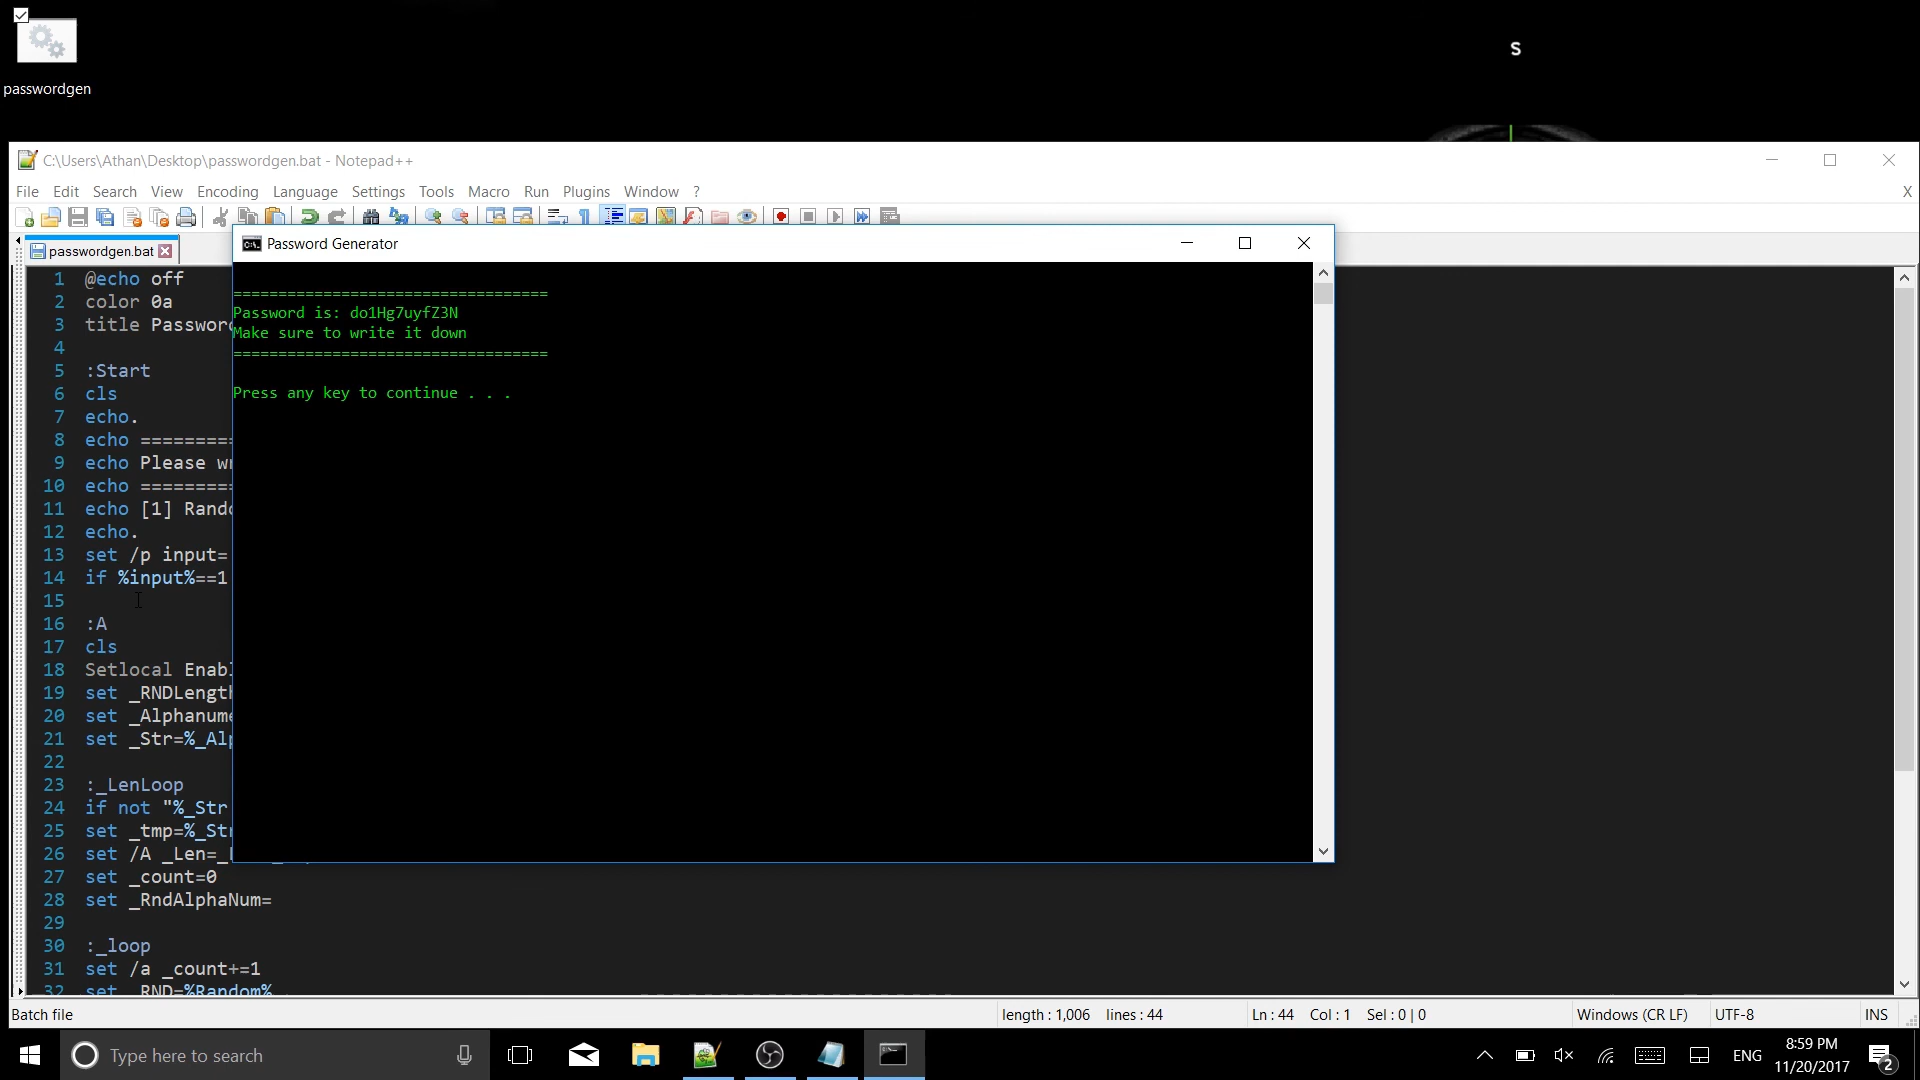 passwordgen
S
C:\Users\Athan\Desktop\passwordgen.bat - Notepad++
File Edit Search View Encoding Language Settings Tools Macro Run Plugins Window ?
X
passwordgen.bat
Password Generator
==================================
Password is: do1Hg7uyfZ3N
Make sure to write it down
==================================
Press any key to continue . . .
1 @echo off
2 color 0a
3 title Password
4
5 :Start
6 cls
7 echo.
8 echo =========
9 echo Please
10 echo =========
11 echo [1]
12 echo.
13 set /p input=
14 if %input%==1
15
16 :A
17 cls
18 Setlocal
19 set _RNDLength
20 set
21 set _Str=
22
23 :_LenLoop
24 if not "%_Str
25 set _tmp=%_Str
26 set /A _Len=
27 set _count=0
28 set _RndAlphaNum=
29
30 :_loop
31 set /a _count+=1
32 set _RND=%Random%
Batch file
length : 1,006 lines : 44
Ln : 44 Col : 1 Sel : 0 | 0
Windows (CR LF)
UTF-8
INS
Type here to search
ENG
8:59 PM
11/20/2017
2